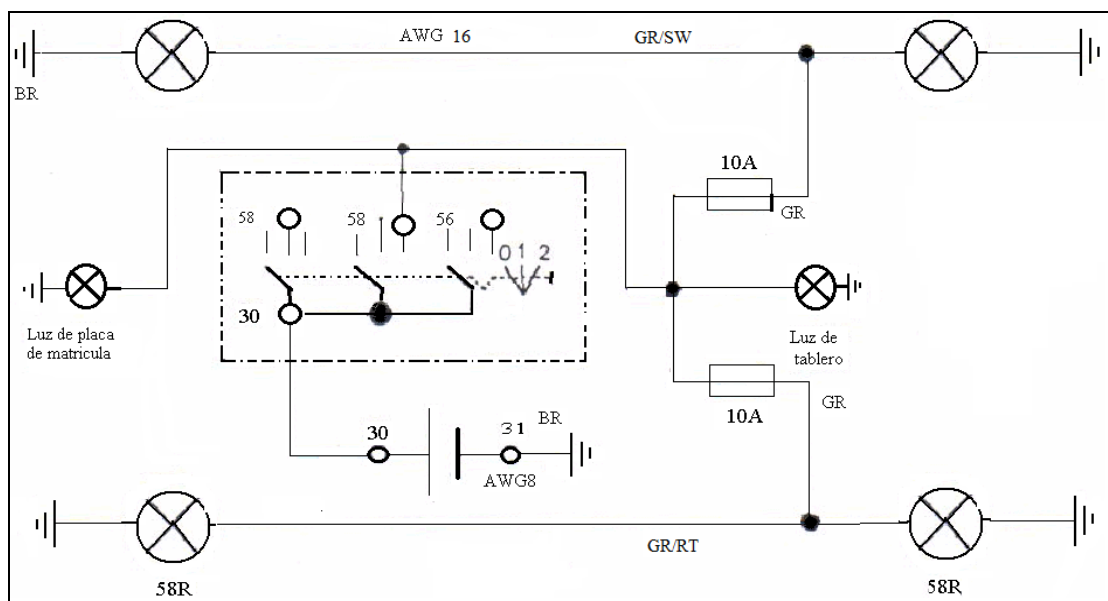 AWG 16
GR/SW
BR
10A
GR
58
58
56
0 1 2
30
Luz de placa
de matricula
Luz de
tablero
10A
GR
30
31
BR
AWG8
GR/RT
58R
58R